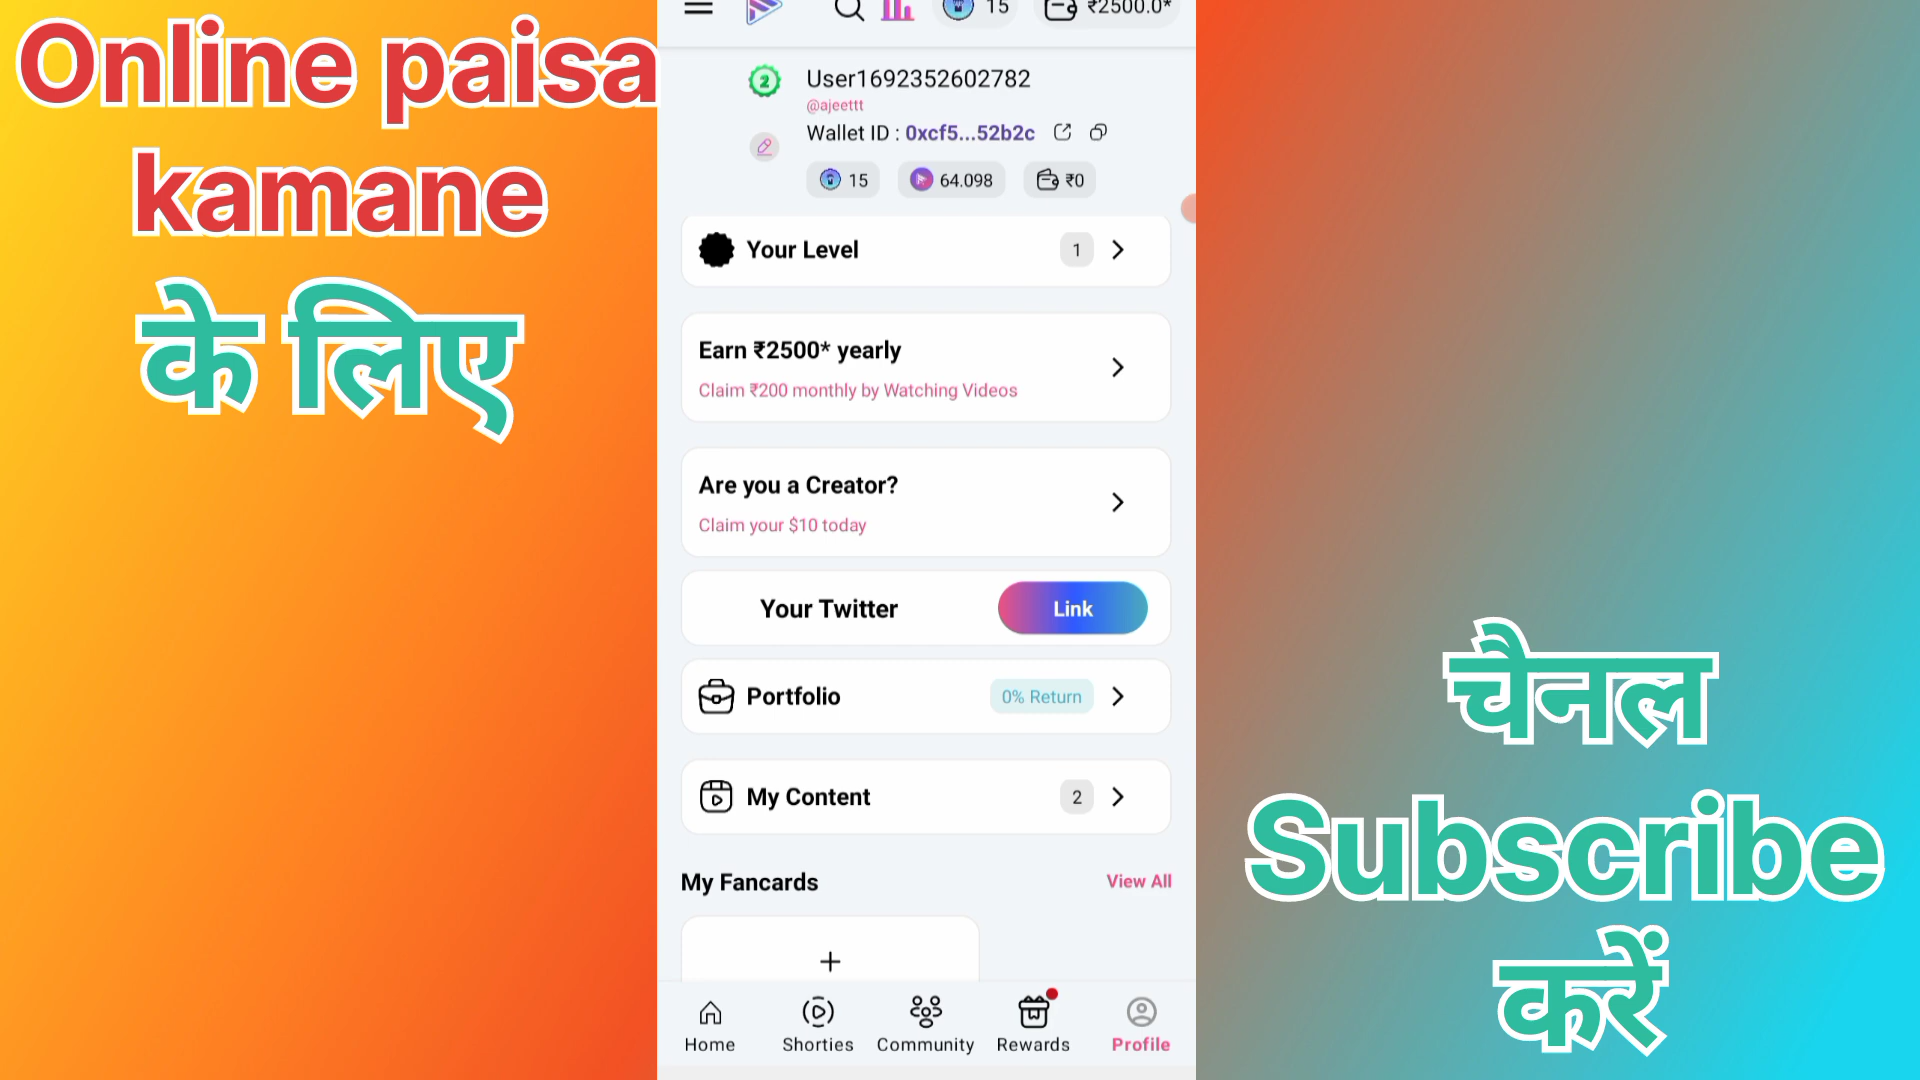 Online paisa
kamane
के लिए
15 ₹2500.0*
2
User1692352602782
@ajeettt
Wallet ID : 0xcf5...52b2c
15 64.098 ₹0
Your Level 1
Earn ₹2500* yearly
Claim ₹200 monthly by Watching Videos
Are you a Creator?
Claim your $10 today
Your Twitter Link
Portfolio 0% Return
My Content 2
My Fancards View All
+
Home Shorties Community Rewards Profile
चैनल
Subscribe
करें